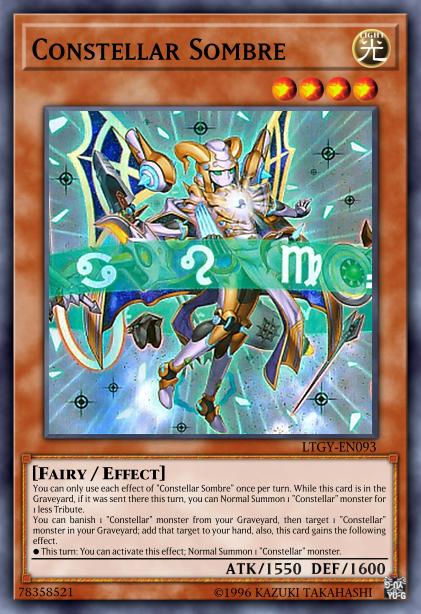 CONSTELLAR SOMBRE
LIGHT
光
LTGY-EN093
[FAIRY / EFFECT]
You can only use each effect of "Constellar Sombre" once per turn. While this card is in the
Graveyard, if it was sent there this turn, you can Normal Summon 1 "Constellar" monster for
1 less Tribute.
You can banish 1 "Constellar" monster from your Graveyard, then target 1 "Constellar"
monster in your Graveyard; add that target to your hand, also, this card gains the following
effect.
● This turn: You can activate this effect; Normal Summon 1 "Constellar" monster.
ATK/1550 DEF/1600
78358521
©1996 KAZUKI TAKAHASHI